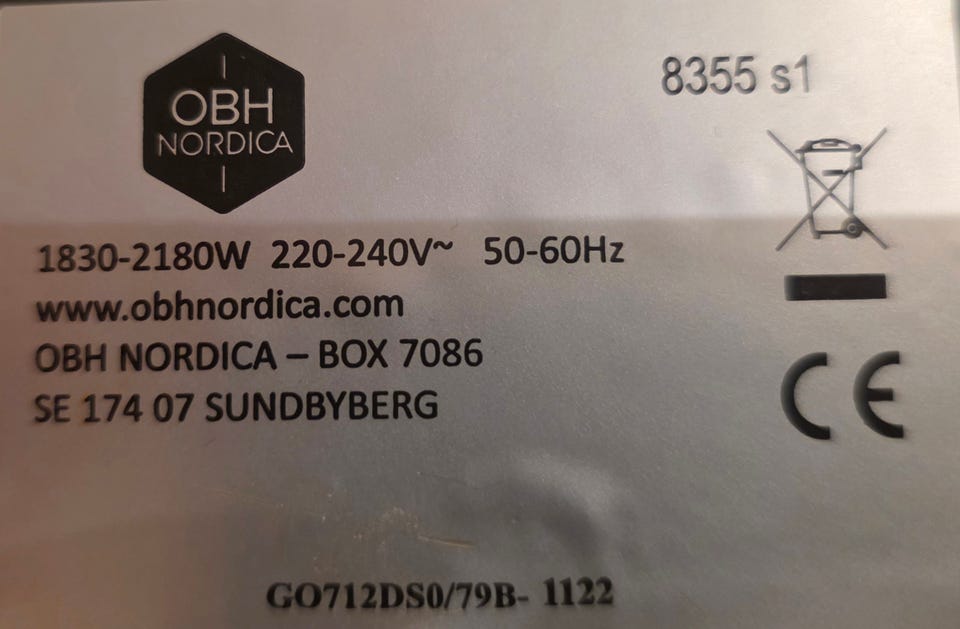 OBH
NORDICA
8355 s1
1830-2180W 220-240V~ 50-60Hz
www.obhnordica.com
OBH NORDICA – BOX 7086
SE 174 07 SUNDBYBERG
CE
GO712DS0/79B- 1122